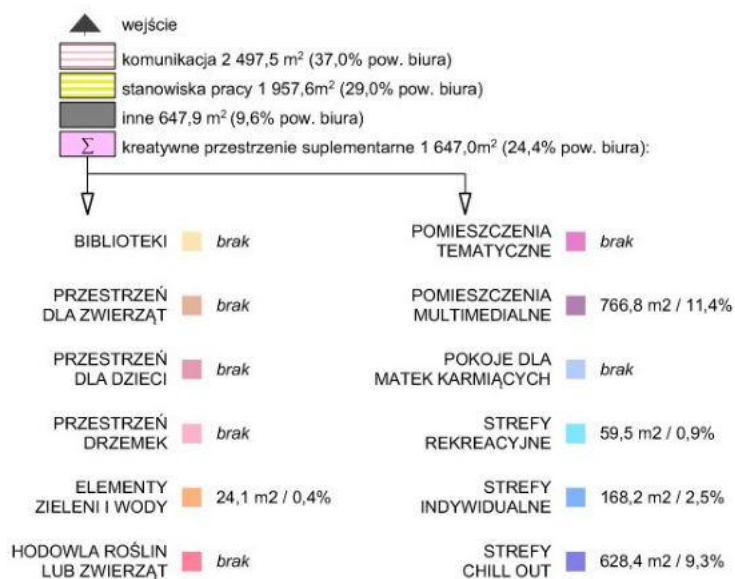 wejście
komunikacja 2 497,5 m² (37,0% pow. biura)
stanowiska pracy 1 957,6m² (29,0% pow. biura)
inne 647,9 m² (9,6% pow. biura)
Σ kreatywne przestrzenie suplementarne 1 647,0m² (24,4% pow. biura):
BIBLIOTEKI brak
PRZESTRZEŃ
DLA ZWIERZĄT brak
PRZESTRZEŃ
DLA DZIECI brak
PRZESTRZEŃ
DRZEMEK brak
ELEMENTY
ZIELENI I WODY 24,1 m2 / 0,4%
HODOWLA ROŚLIN
LUB ZWIERZĄT brak
POMIESZCZENIA
TEMATYCZNE brak
POMIESZCZENIA
MULTIMEDIALNE 766,8 m2 / 11,4%
POKOJE DLA
MATEK KARMIĄCYCH brak
STREFY
REKREACYJNE 59,5 m2 / 0,9%
STREFY
INDYWIDUALNE 168,2 m2 / 2,5%
STREFY
CHILL OUT 628,4 m2 / 9,3%